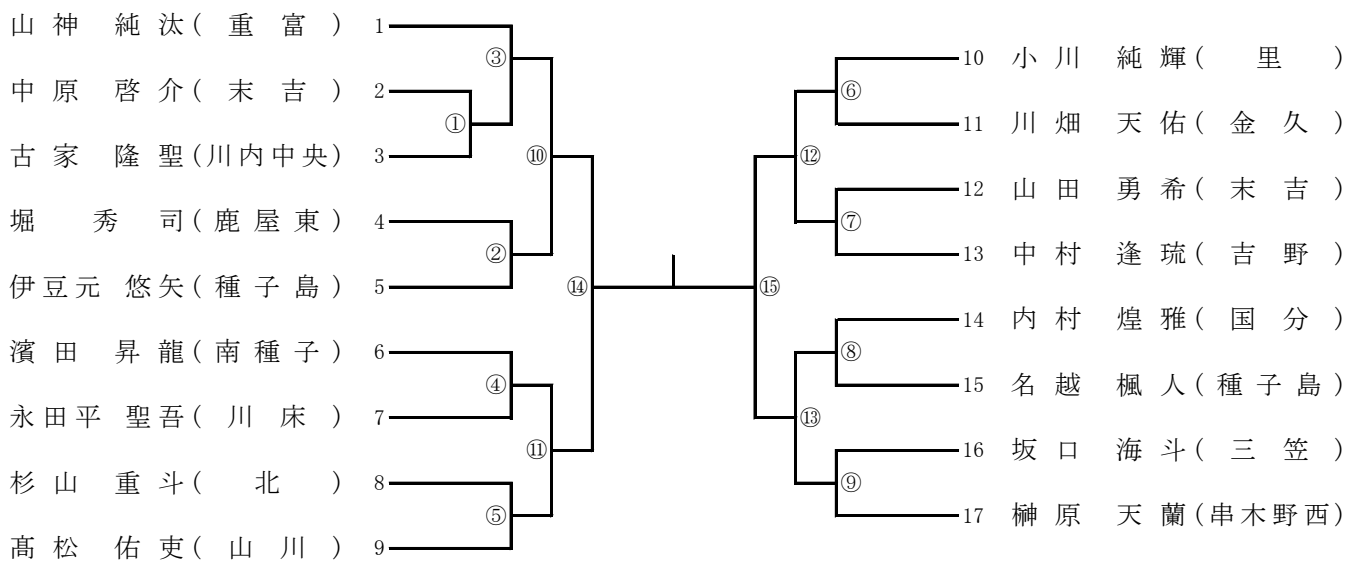 山神 純汰(重富) 1
中原 啓介(末吉) 2
古家 隆聖(川内中央) 3
堀 秀司(鹿屋東) 4
伊豆元 悠矢(種子島) 5
濱田 昇龍(南種子) 6
永田平 聖吾(川床) 7
杉山 重斗(北) 8
髙松 佑吏(山川) 9
①
②
③
④
⑤
⑩
⑪
⑭
⑮
⑫
⑬
⑥
⑦
⑧
⑨
10 小川 純輝(里)
11 川畑 天佑(金久)
12 山田 勇希(末吉)
13 中村 逢琉(吉野)
14 内村 煌雅(国分)
15 名越 楓人(種子島)
16 坂口 海斗(三笠)
17 榊原 天蘭(串木野西)